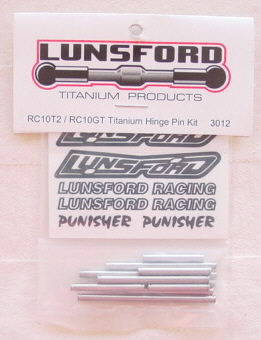 LUNSFORD
TITANIUM PRODUCTS
RC10T2 / RC10GT Titanium Hinge Pin Kit 3012
LUNSFORD
LUNSFORD RACING
LUNSFORD RACING
PUNISHER PUNISHER